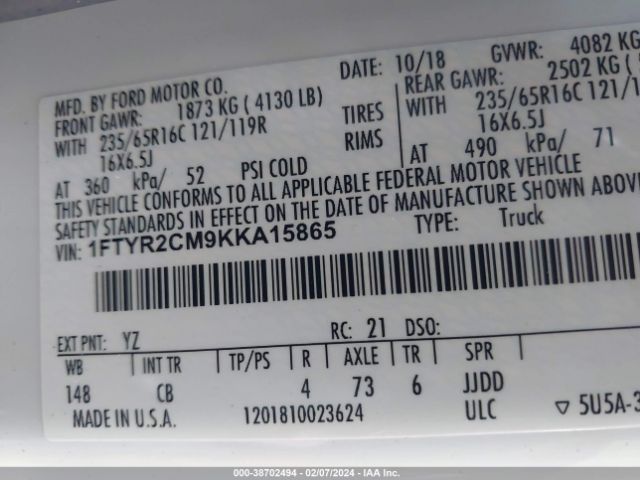 MFD. BY FORD MOTOR CO. DATE: 10/18 GVWR: 4082 KG
FRONT GAWR: 1873 KG ( 4130 LB) REAR GAWR: 2502 KG (
WITH 235/65R16C 121/119R TIRES WITH 235/65R16C 121/
16X6.5J RIMS 16X6.5J
AT 360 kPa/ 52 PSI COLD AT 490 kPa/ 71
THIS VEHICLE CONFORMS TO ALL APPLICABLE FEDERAL MOTOR VEHICLE
SAFETY STANDARDS IN EFFECT ON THE DATE OF MANUFACTURE SHOWN ABOVE
VIN: 1FTYR2CM9KKA15865 TYPE: Truck
EXT PNT: YZ RC: 21 DSO:
WB INT TR TP/PS R AXLE TR SPR
148 CB 4 73 6 JJDD
MADE IN U.S.A. 1201810023624 ULC ▽ 5U5A-3
000-38702494 - 02/07/2024 - IAA Inc.